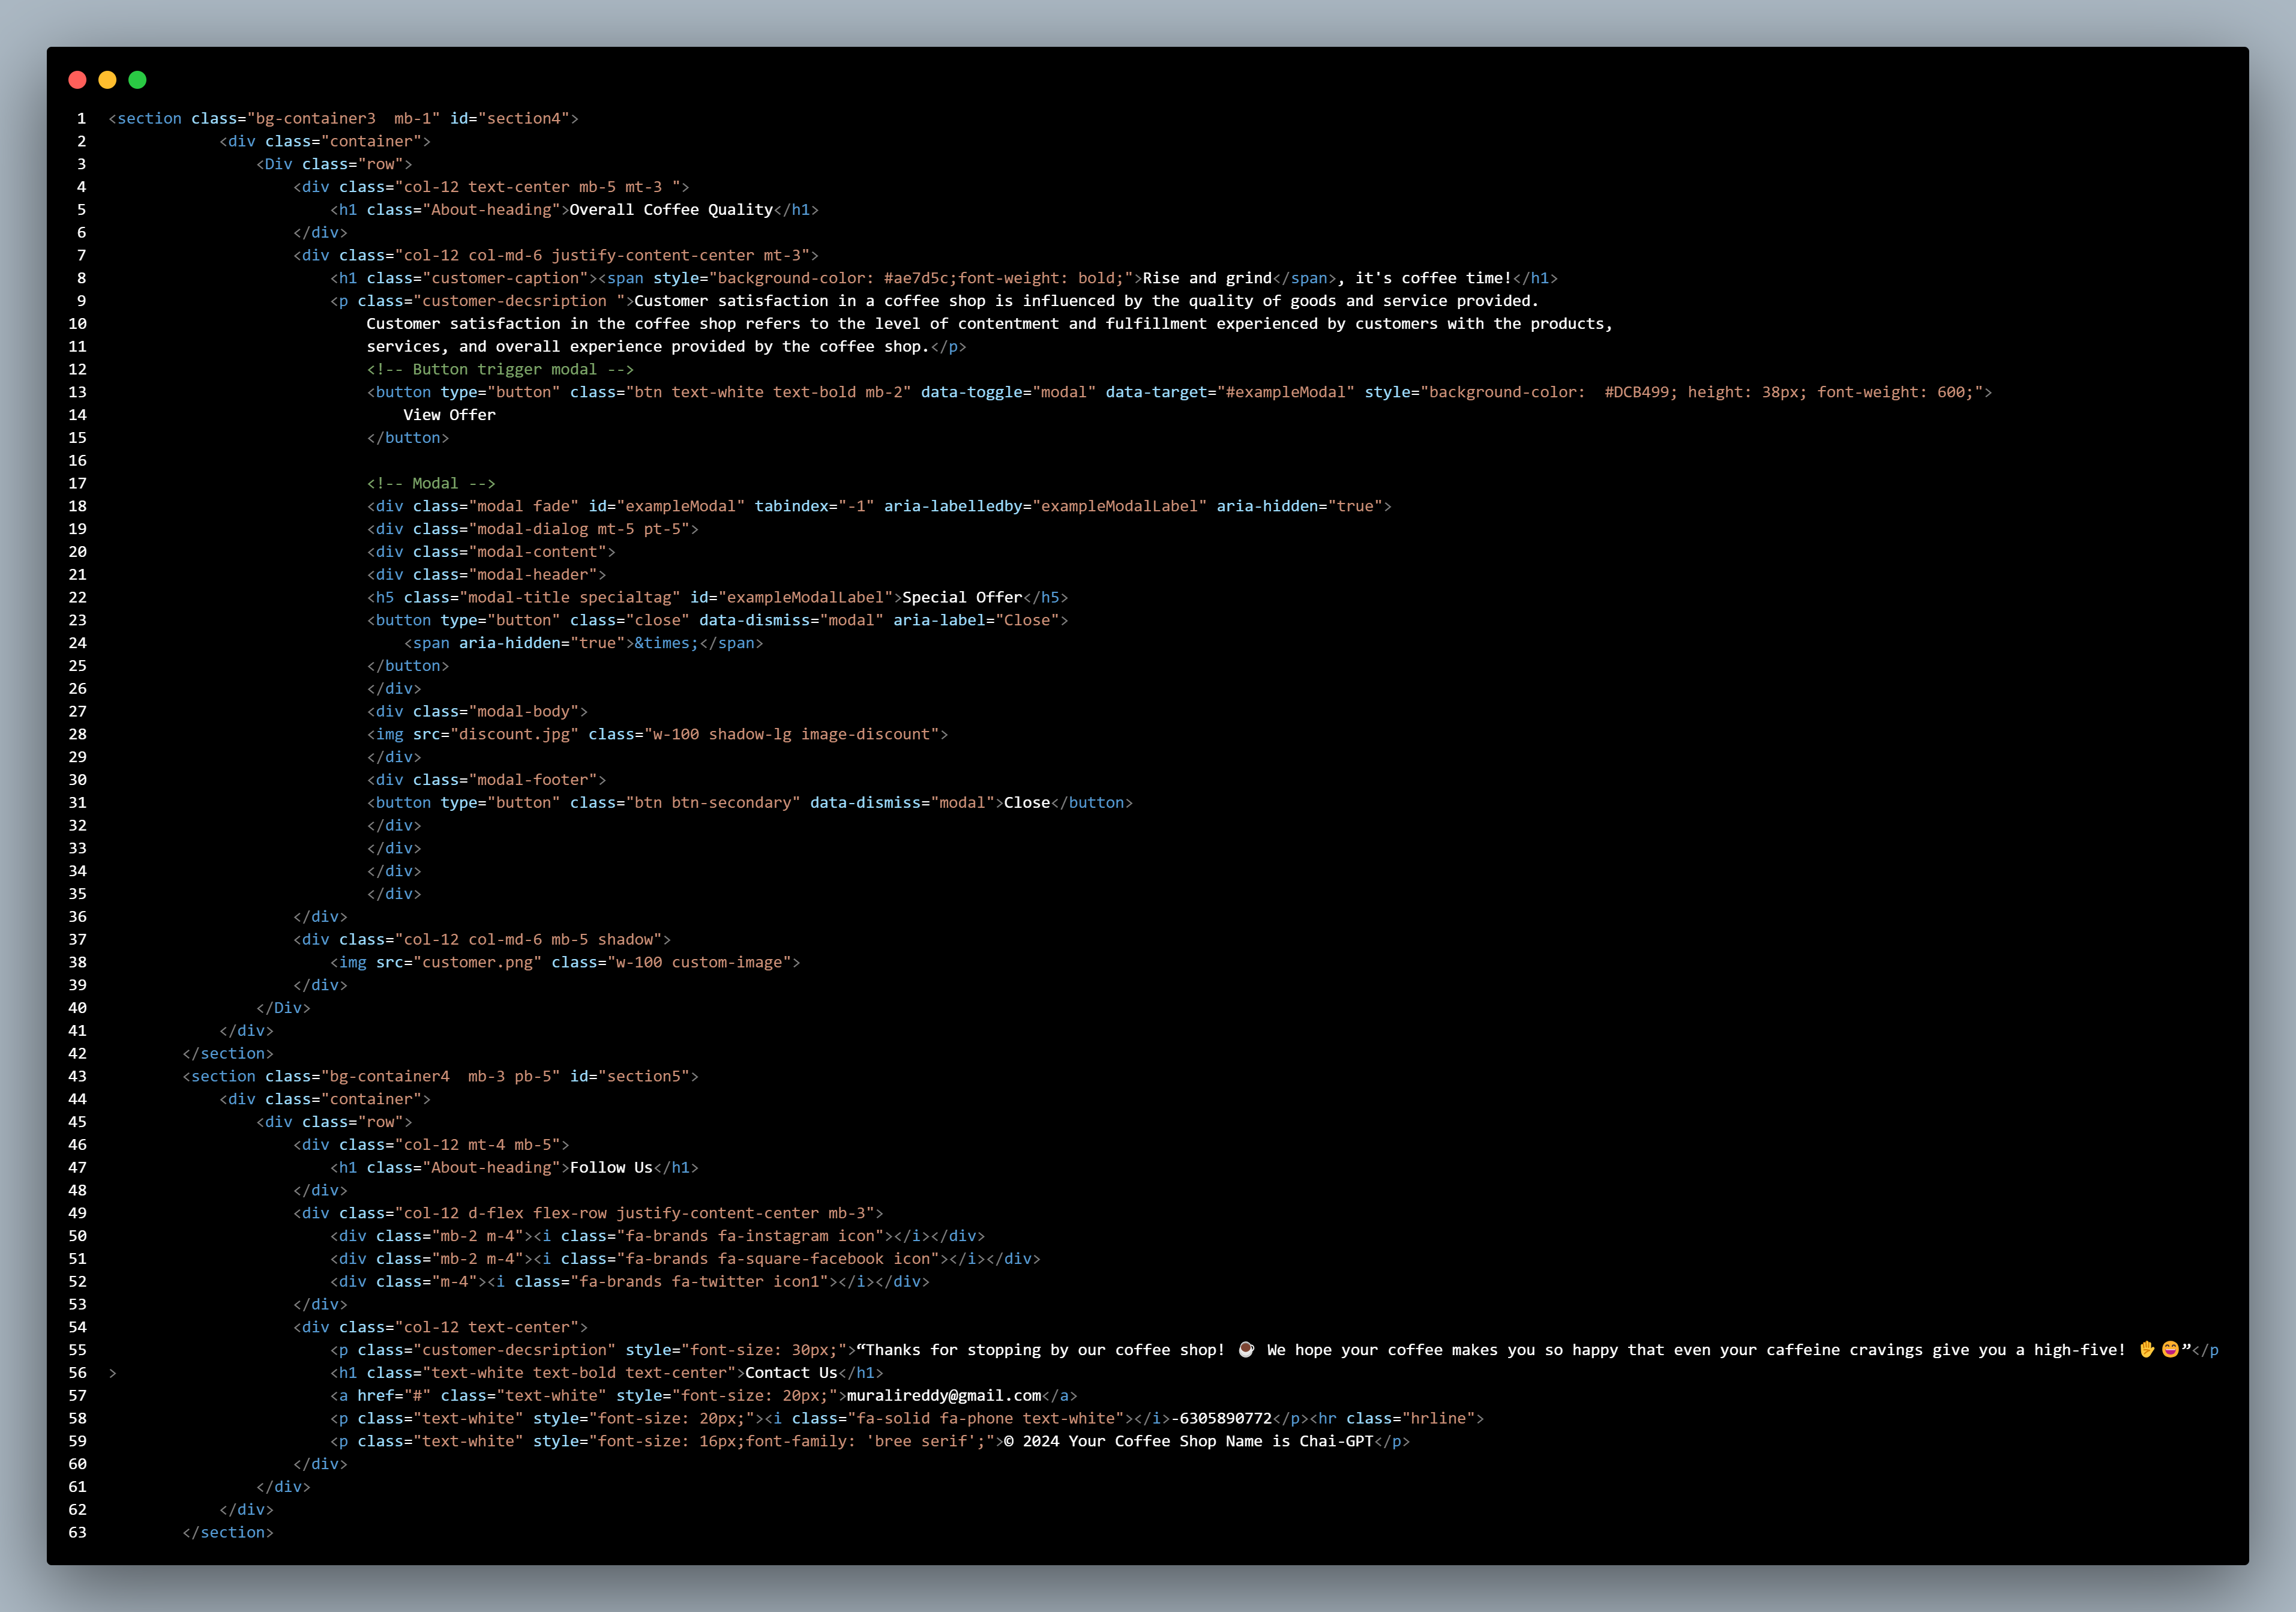 1 <section class="bg-container3  mb-1" id="section4">
2             <div class="container">
3                 <Div class="row">
4                     <div class="col-12 text-center mb-5 mt-3 ">
5                         <h1 class="About-heading">Overall Coffee Quality</h1>
6                     </div>
7                     <div class="col-12 col-md-6 justify-content-center mt-3">
8                         <h1 class="customer-caption"><span style="background-color: #ae7d5c;font-weight: bold;">Rise and grind</span>, it's coffee time!</h1>
9                         <p class="customer-decsription ">Customer satisfaction in a coffee shop is influenced by the quality of goods and service provided.
10                             Customer satisfaction in the coffee shop refers to the level of contentment and fulfillment experienced by customers with the products,
11                             services, and overall experience provided by the coffee shop.</p>
12                             <!-- Button trigger modal -->
13                             <button type="button" class="btn text-white text-bold mb-2" data-toggle="modal" data-target="#exampleModal" style="background-color:  #DCB499; height: 38px; font-weight: 600;">
14                                 View Offer
15                             </button>
16
17                             <!-- Modal -->
18                             <div class="modal fade" id="exampleModal" tabindex="-1" aria-labelledby="exampleModalLabel" aria-hidden="true">
19                             <div class="modal-dialog mt-5 pt-5">
20                             <div class="modal-content">
21                             <div class="modal-header">
22                             <h5 class="modal-title specialtag" id="exampleModalLabel">Special Offer</h5>
23                             <button type="button" class="close" data-dismiss="modal" aria-label="Close">
24                                 <span aria-hidden="true">&times;</span>
25                             </button>
26                             </div>
27                             <div class="modal-body">
28                             <img src="discount.jpg" class="w-100 shadow-lg image-discount">
29                             </div>
30                             <div class="modal-footer">
31                             <button type="button" class="btn btn-secondary" data-dismiss="modal">Close</button>
32                             </div>
33                             </div>
34                             </div>
35                             </div>
36                     </div>
37                     <div class="col-12 col-md-6 mb-5 shadow">
38                         <img src="customer.png" class="w-100 custom-image">
39                     </div>
40                 </Div>
41             </div>
42         </section>
43         <section class="bg-container4  mb-3 pb-5" id="section5">
44             <div class="container">
45                 <div class="row">
46                     <div class="col-12 mt-4 mb-5">
47                         <h1 class="About-heading">Follow Us</h1>
48                     </div>
49                     <div class="col-12 d-flex flex-row justify-content-center mb-3">
50                         <div class="mb-2 m-4"><i class="fa-brands fa-instagram icon"></i></div>
51                         <div class="mb-2 m-4"><i class="fa-brands fa-square-facebook icon"></i></div>
52                         <div class="m-4"><i class="fa-brands fa-twitter icon1"></i></div>
53                     </div>
54                     <div class="col-12 text-center">
55                         <p class="customer-decsription" style="font-size: 30px;">“Thanks for stopping by our coffee shop! ☕ We hope your coffee makes you so happy that even your caffeine cravings give you a high-five! ✋😄”</p
56 >                       <h1 class="text-white text-bold text-center">Contact Us</h1>
57                         <a href="#" class="text-white" style="font-size: 20px;">muralireddy@gmail.com</a>
58                         <p class="text-white" style="font-size: 20px;"><i class="fa-solid fa-phone text-white"></i>-6305890772</p><hr class="hrline">
59                         <p class="text-white" style="font-size: 16px;font-family: 'bree serif';">© 2024 Your Coffee Shop Name is Chai-GPT</p>
60                     </div>
61                 </div>
62             </div>
63         </section>